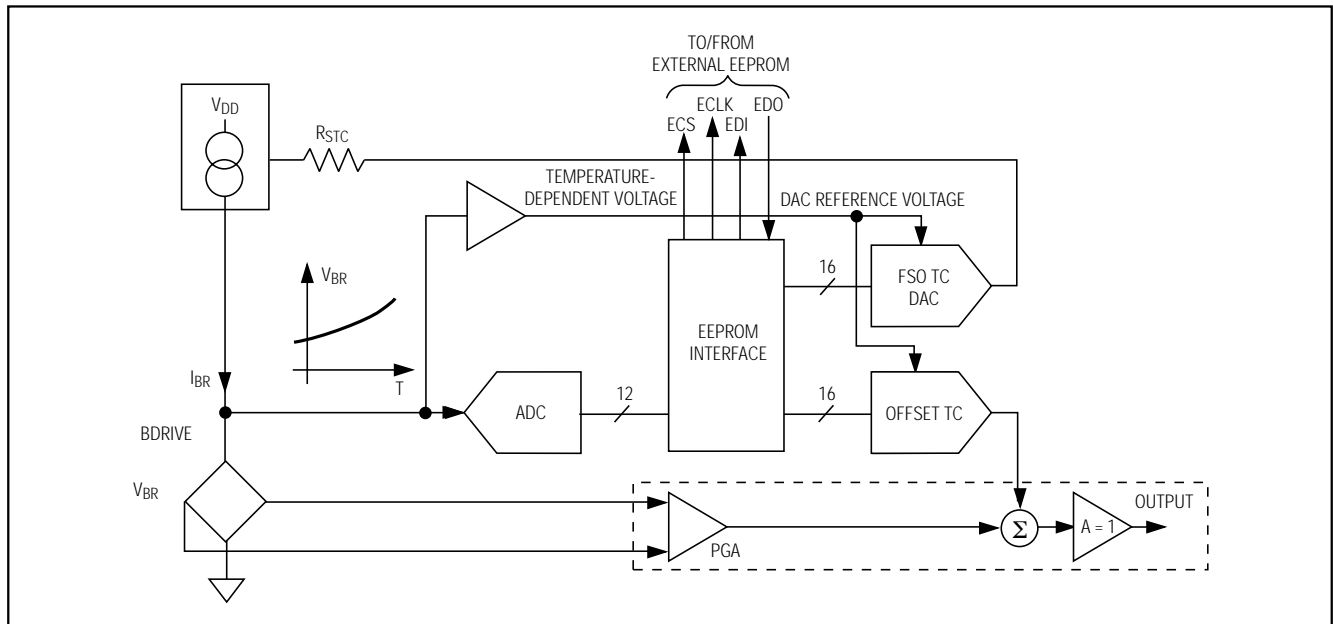 TO/FROM
EXTERNAL EEPROM
ECLK EDO
ECS EDI
VDD
RSTC
TEMPERATURE-
DEPENDENT VOLTAGE
DAC REFERENCE VOLTAGE
VBR
T
16
FSO TC
DAC
EEPROM
INTERFACE
IBR
BDRIVE
ADC
12
16
OFFSET TC
VBR
PGA
Σ
A = 1
OUTPUT